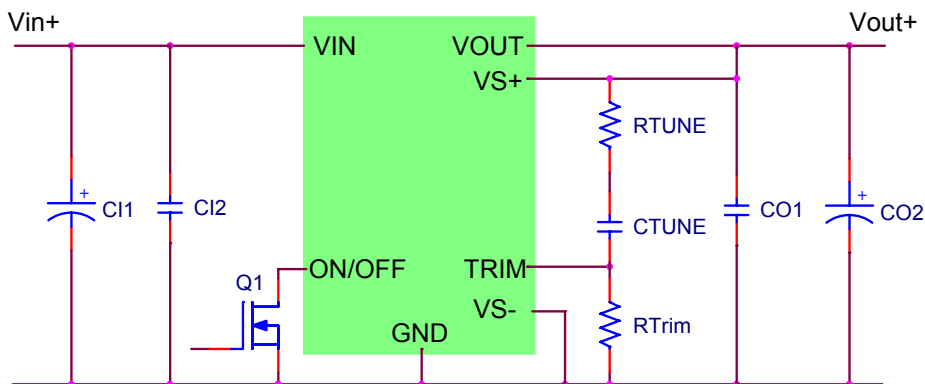 Vin+
Vout+
VIN
VOUT
VS+
RTUNE
+
CI1
CI2
CTUNE
CO1
+
CO2
Q1
ON/OFF
TRIM
VS-
RTrim
GND